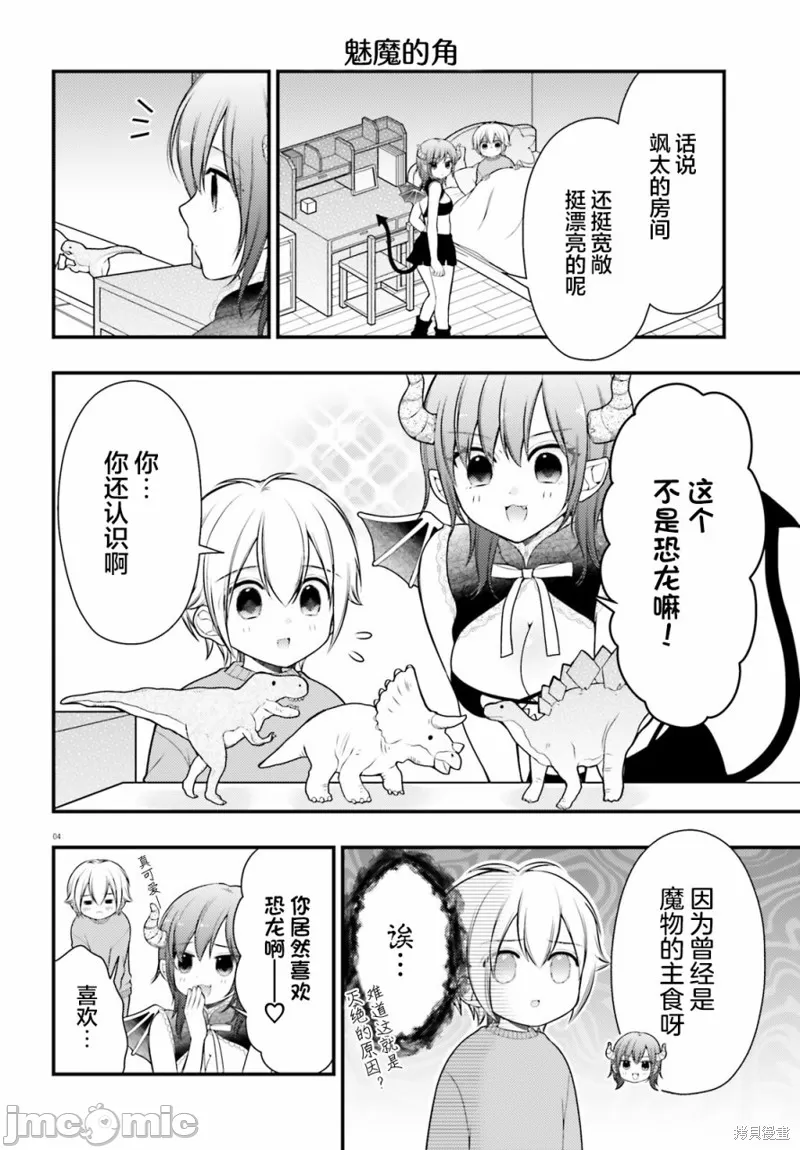 魅魔的角
话说
飒太的房间
还挺宽敞
挺漂亮的呢
这个
不是恐龙嘛！
你…
你还认识啊
因为曾经是
魔物的主食呀
诶…
难道这就是
灭绝的原因？
你居然喜欢
恐龙啊——♡
真可爱—
喜欢…
04
jmcomic
拷貝漫畫